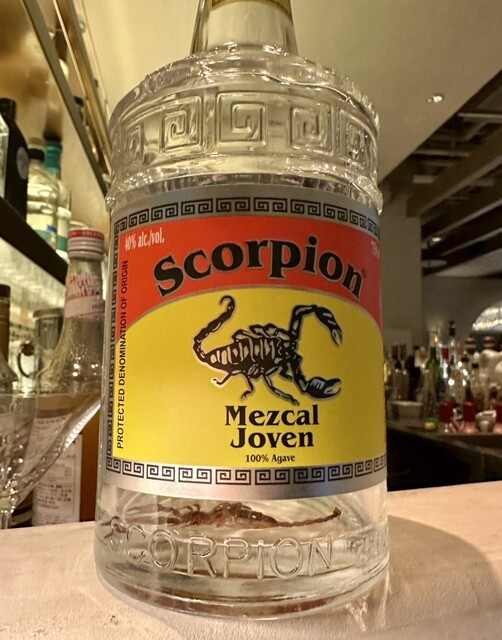 40% alc./vol.
Scorpion
PROTECTED DENOMINATION OF ORIGIN
Mezcal
Joven
100% Agave
SCORPION